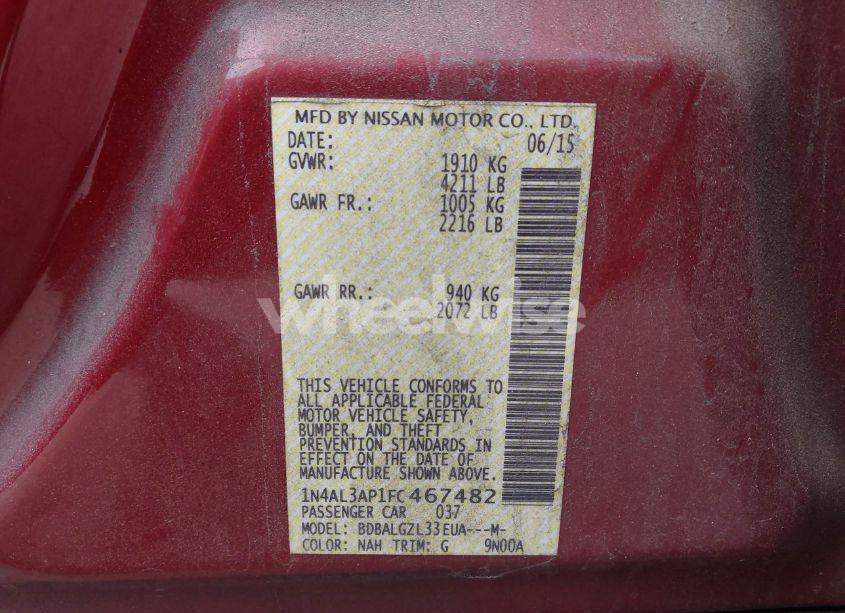 MFD BY NISSAN MOTOR CO., LTD.
DATE: 06/15
GVWR: 1910 KG
4211 LB
GAWR FR.: 1005 KG
2216 LB
GAWR RR.: 940 KG
2072 LB
wheelwise
THIS VEHICLE CONFORMS TO
ALL APPLICABLE FEDERAL
MOTOR VEHICLE SAFETY,
BUMPER, AND THEFT
PREVENTION STANDARDS IN
EFFECT ON THE DATE OF
MANUFACTURE SHOWN ABOVE.
1N4AL3AP1FC467482
PASSENGER CAR 037
MODEL: BDBALGZL33EUA---M-
COLOR: NAH TRIM: G 9N00A